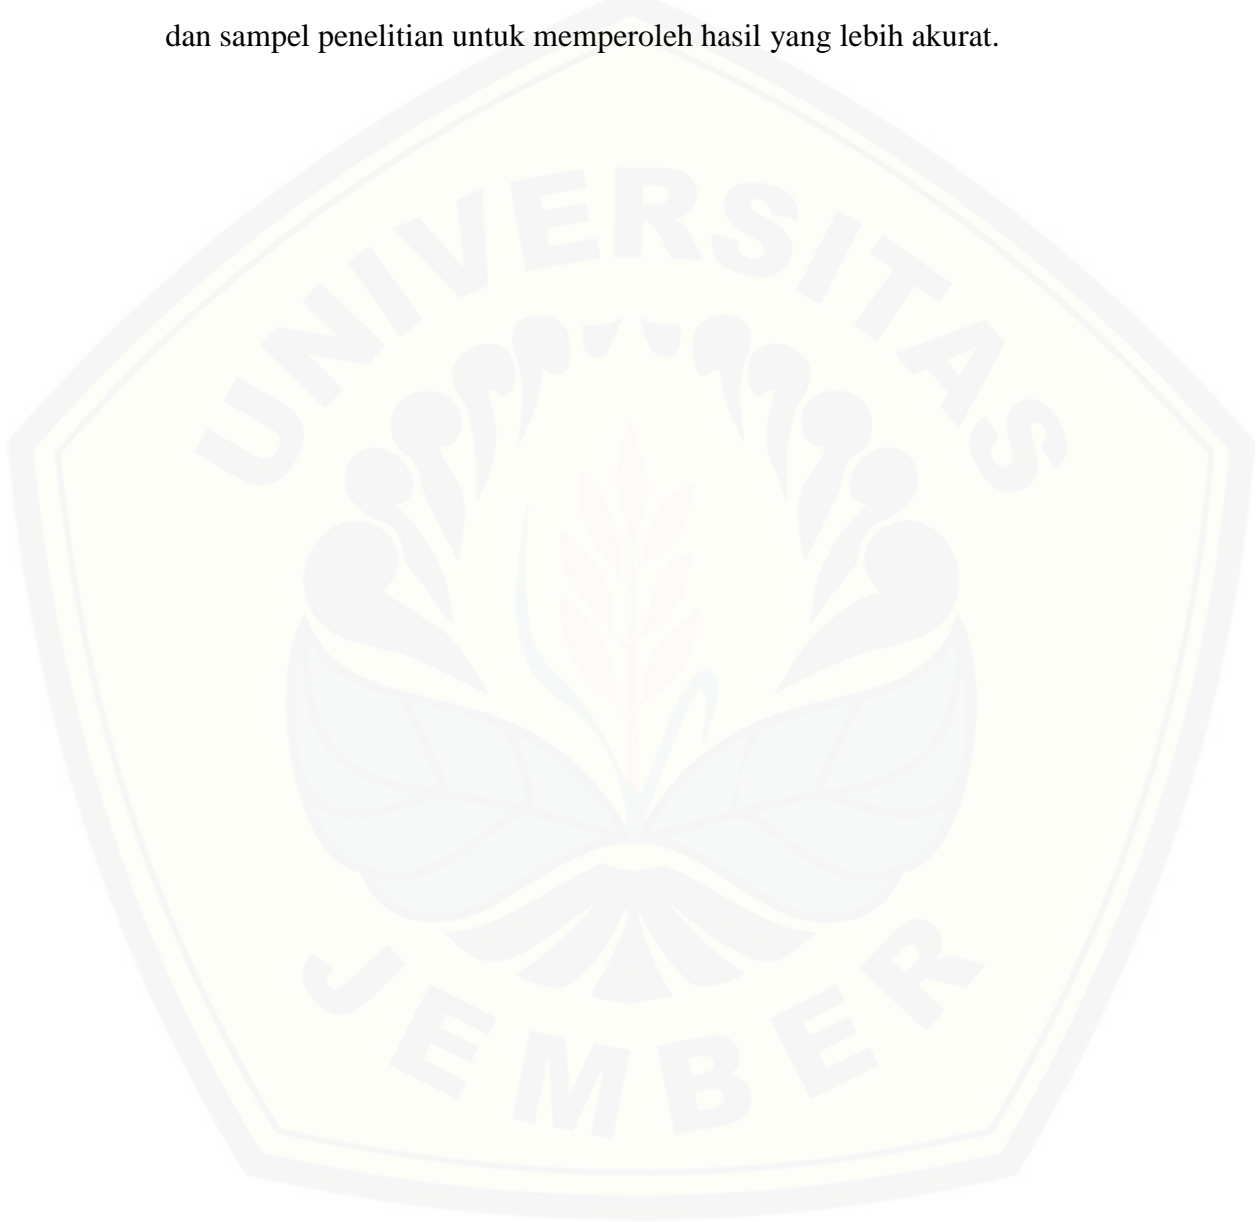 dan sampel penelitian untuk memperoleh hasil yang lebih akurat.
UNIVERSITAS
JEMBER